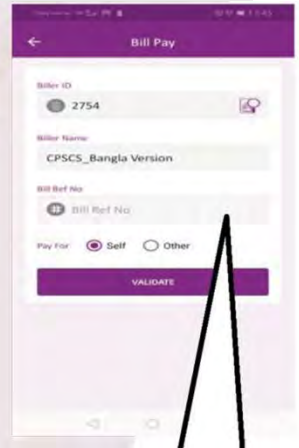 Bill Pay
Biller ID
2754
Biller Name
CPSCS_Bangla Version
Bill Ref No
# Bill Ref No
Pay For Self Other
VALIDATE